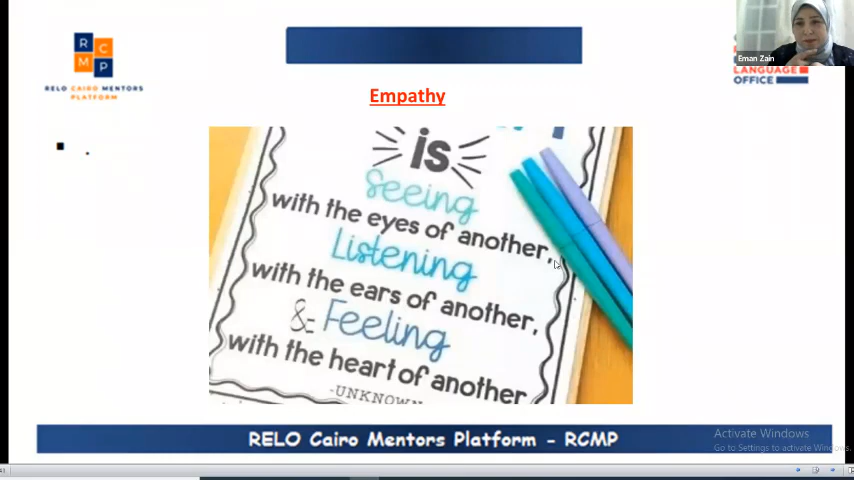 R
C
M
P
RELO CAIRO MENTORS
PLATFORM
Eman Zain
LANGUAGE
OFFICE
Empathy
is
Seeing
with the eyes of another,
Listening
with the ears of another,
& Feeling
with the heart of another
-UNKNOWN
RELO Cairo Mentors Platform - RCMP
Activate Windows
Go to Settings to activate Windows.